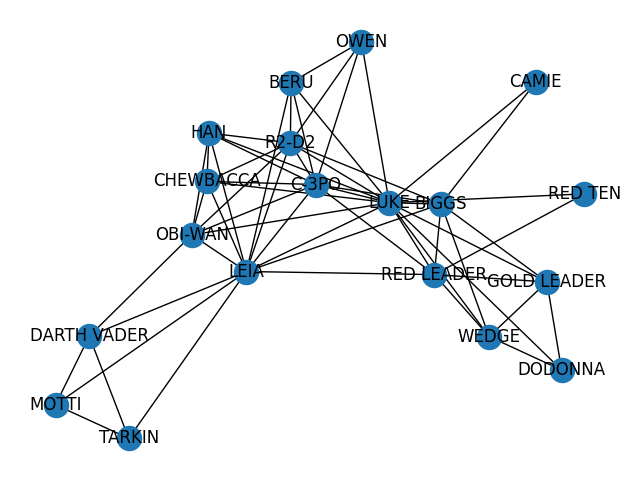 OWEN
BERU
CAMIE
HAN
R2-D2
CHEWBACCA
C-3PO
RED TEN
LUKE
BIGGS
OBI-WAN
LEIA
RED LEADER
GOLD LEADER
DARTH VADER
WEDGE
DODONNA
MOTTI
TARKIN